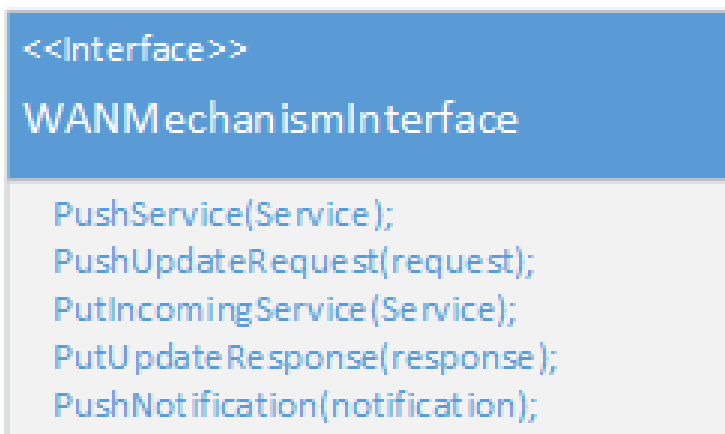 <<Interface>>
WANMechanismInterface
PushService(Service);
PushUpdateRequest(request);
PutIncomingService(Service);
PutUpdateResponse(response);
PushNotification(notification);